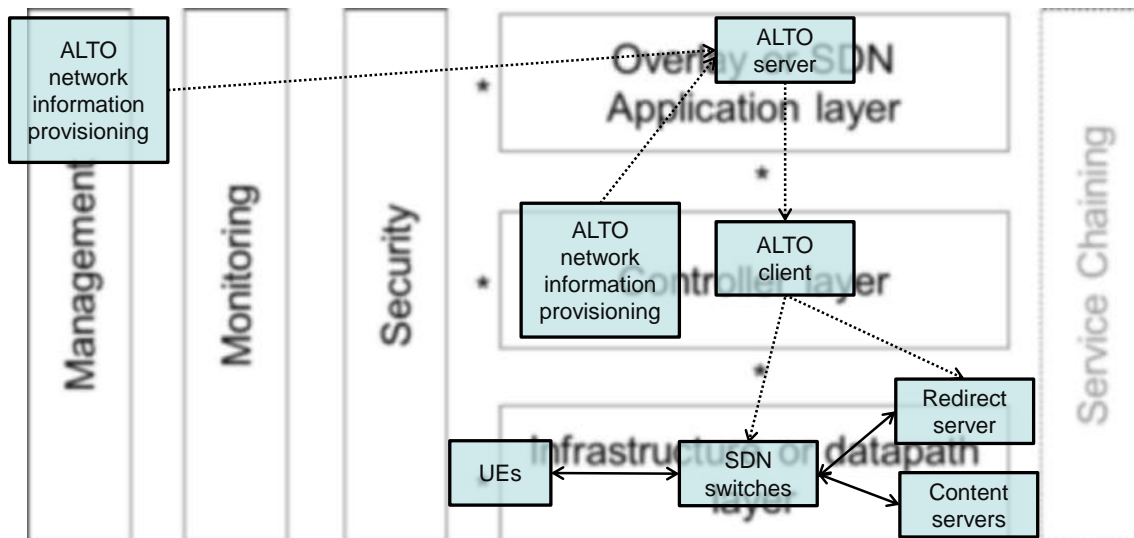 ALTO
network
information
provisioning
Management
Monitoring
Security
Overlay or SDN
Application layer
ALTO
server
*
*
ALTO
network
information
provisioning
ALTO
client
Controller layer
*
*
Redirect
server
Infrastructure or datapath
layer
UEs
*
SDN
switches
Content
servers
Service Chaining